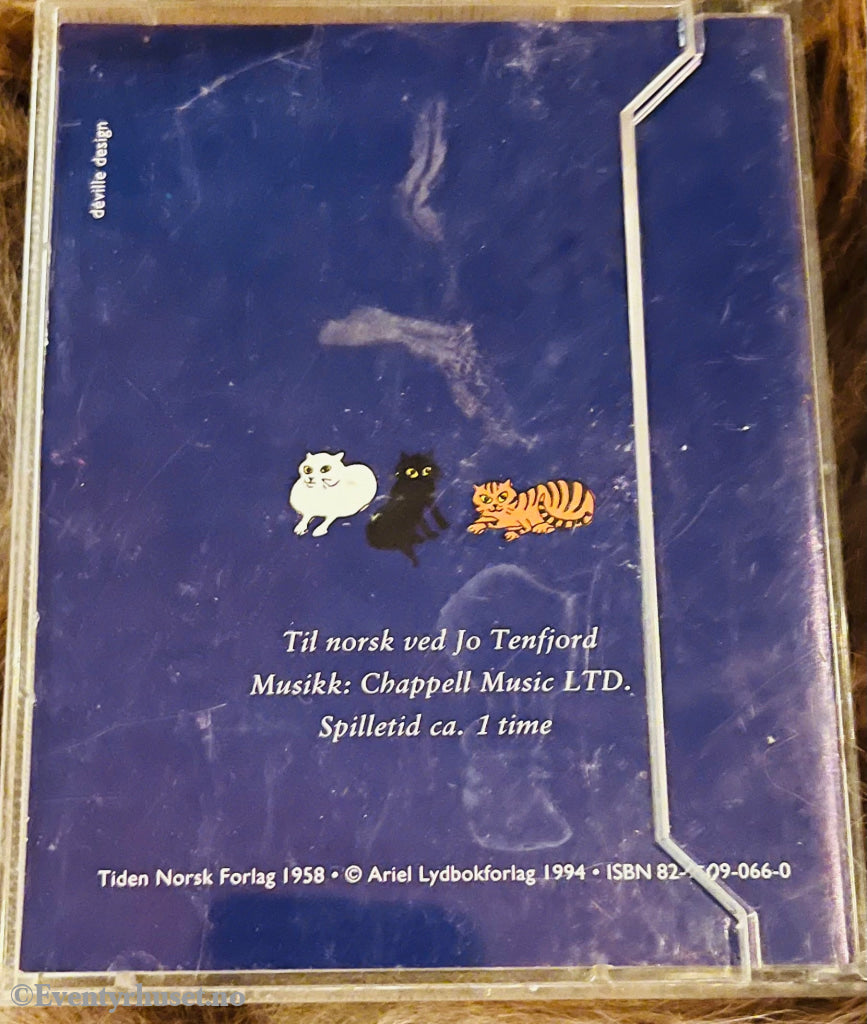 déville design
Til norsk ved Jo Tenfjord
Musikk: Chappell Music LTD.
Spilletid ca. 1 time
Tiden Norsk Forlag 1958 • © Ariel Lydbokforlag 1994 • ISBN
©Eventyrhuset.no